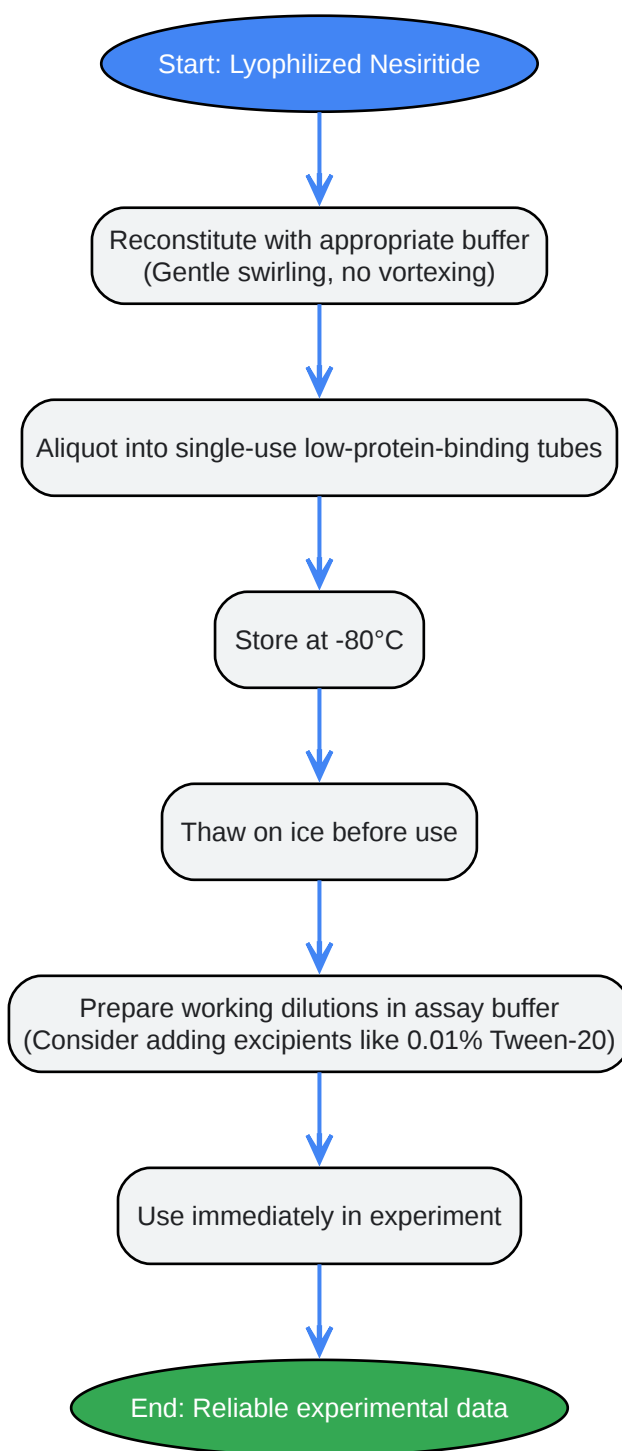 Start: Lyophilized Nesiritide
Reconstitute with appropriate buffer
(Gentle swirling, no vortexing)
Aliquot into single-use low-protein-binding tubes
Store at -80°C
Thaw on ice before use
Prepare working dilutions in assay buffer
(Consider adding excipients like 0.01% Tween-20)
Use immediately in experiment
End: Reliable experimental data